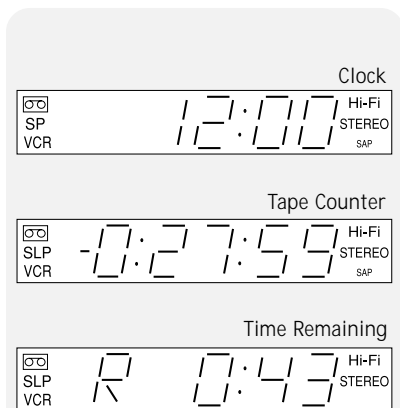 Clock
SP
VCR
12:00
Hi-Fi
STEREO
SAP
Tape Counter
SLP
VCR
-0:27:59
Hi-Fi
STEREO
SAP
Time Remaining
SLP
VCR
R 0:43
Hi-Fi
STEREO